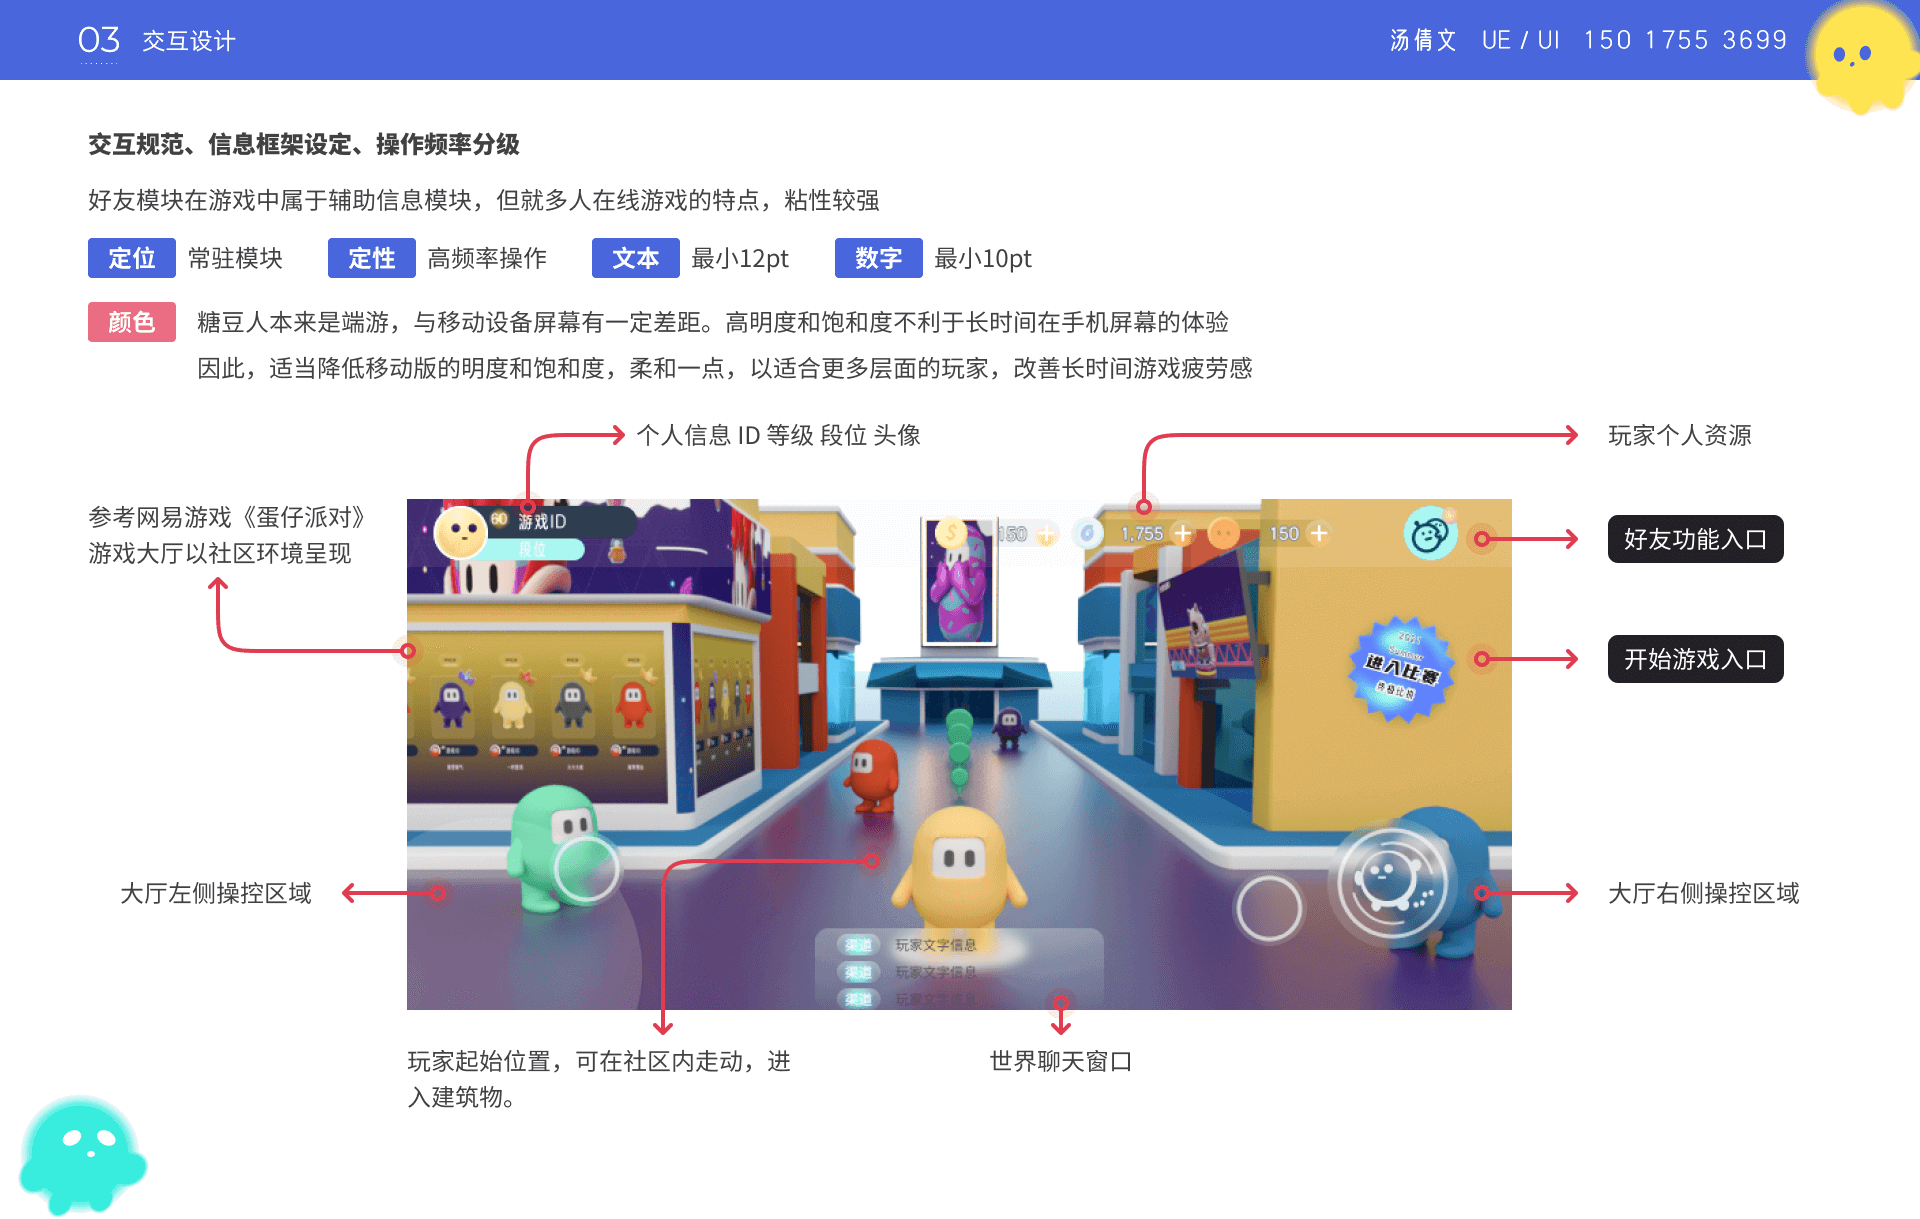 03 交互设计
汤倩文 UE / UI 150 1755 3699
交互规范、信息框架设定、操作频率分级
好友模块在游戏中属于辅助信息模块，但就多人在线游戏的特点，粘性较强
定位 常驻模块 定性 高频率操作 文本 最小12pt 数字 最小10pt
颜色 糖豆人本来是端游，与移动设备屏幕有一定差距。高明度和饱和度不利于长时间在手机屏幕的体验
因此，适当降低移动版的明度和饱和度，柔和一点，以适合更多层面的玩家，改善长时间游戏疲劳感
个人信息 ID 等级 段位 头像
玩家个人资源
参考网易游戏《蛋仔派对》
游戏大厅以社区环境呈现
60 游戏ID
段位
150
1,755
150
好友功能入口
开始游戏入口
进入比赛
大厅左侧操控区域
大厅右侧操控区域
渠道 玩家文字信息
渠道 玩家文字信息
渠道 玩家文字信息
玩家起始位置，可在社区内走动，进
入建筑物。
世界聊天窗口